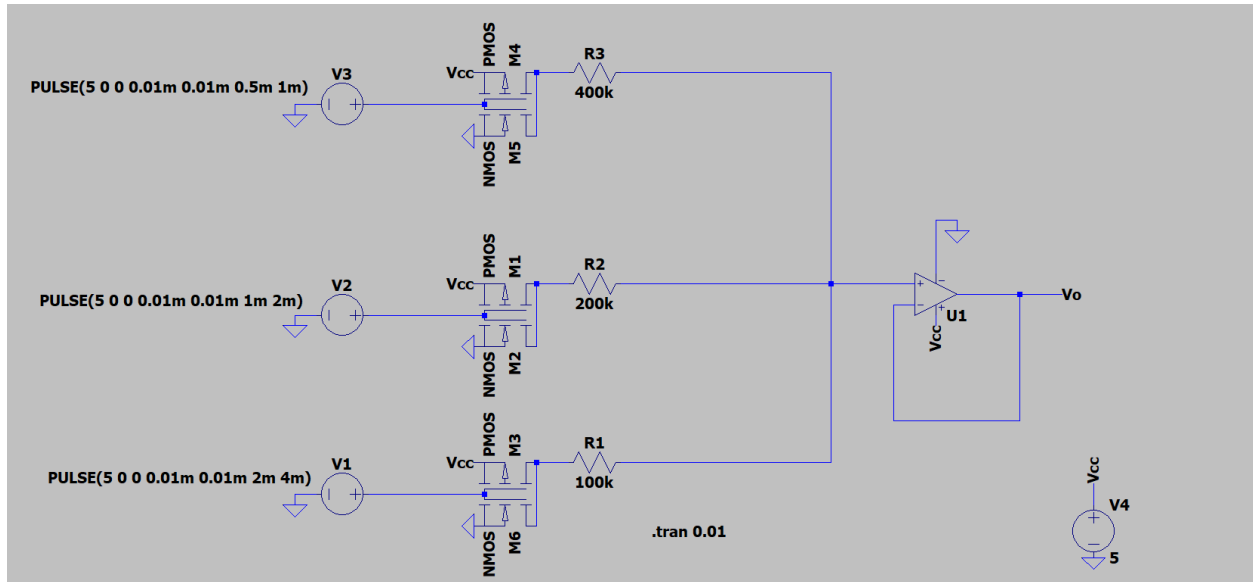 PMOS
M4
R3
Vcc
V3
400k
PULSE(5 0 0 0.01m 0.01m 0.5m 1m)
NMOS
M5
PMOS
M1
R2
Vcc
V2
200k
PULSE(5 0 0 0.01m 0.01m 1m 2m)
NMOS
M2
U1
Vo
Vcc
PMOS
M3
R1
Vcc
V1
100k
PULSE(5 0 0 0.01m 0.01m 2m 4m)
NMOS
M6
.tran 0.01
Vcc
V4
5